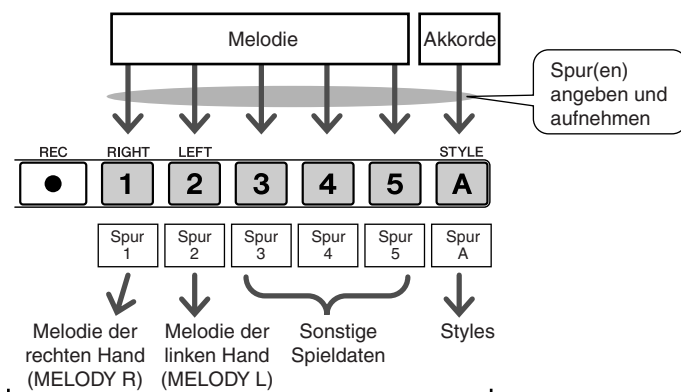 Melodie
Akkorde
Spur(en)
angeben und
aufnehmen
REC
RIGHT
LEFT
STYLE
1
2
3
4
5
A
Spur
1
Spur
2
Spur
3
Spur
4
Spur
5
Spur
A
Melodie der
rechten Hand
(MELODY R)
Melodie der
linken Hand
(MELODY L)
Sonstige
Spieldaten
Styles